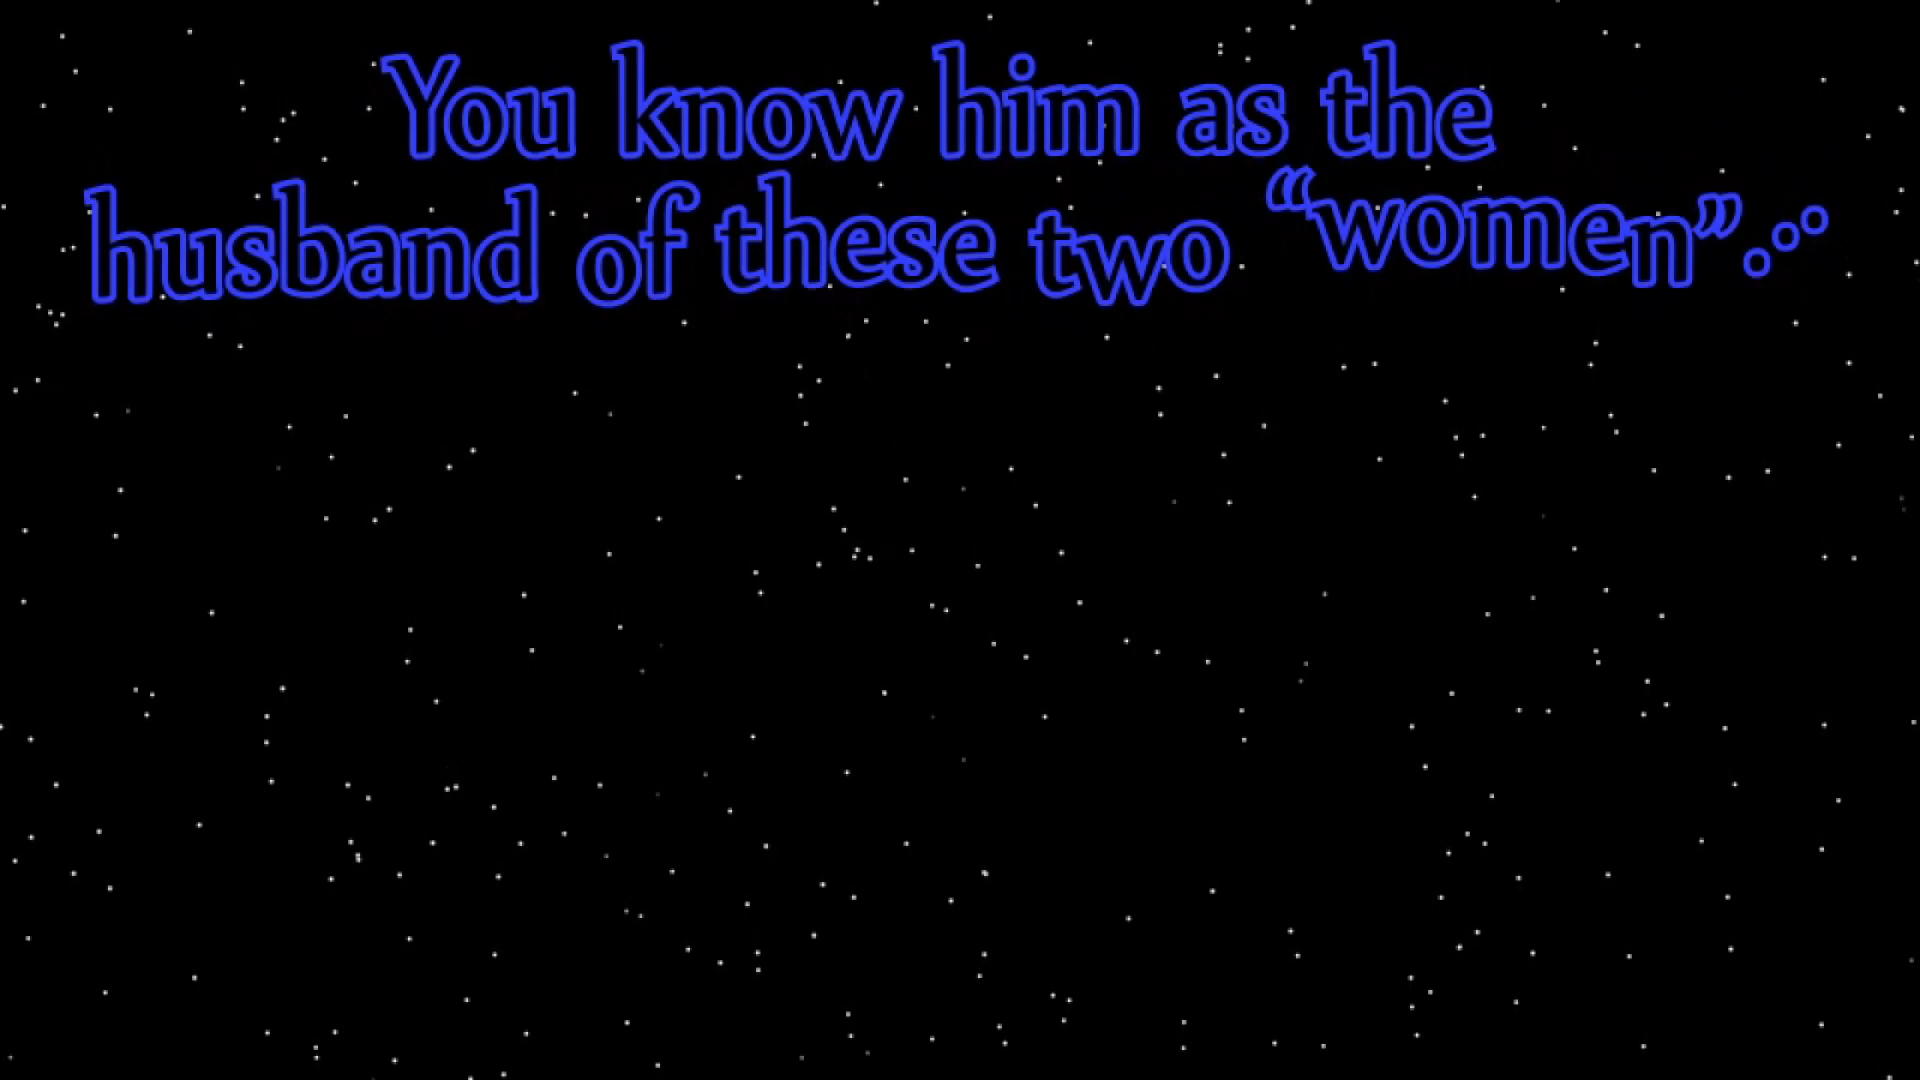 You know him as the
husband of these two “women”...